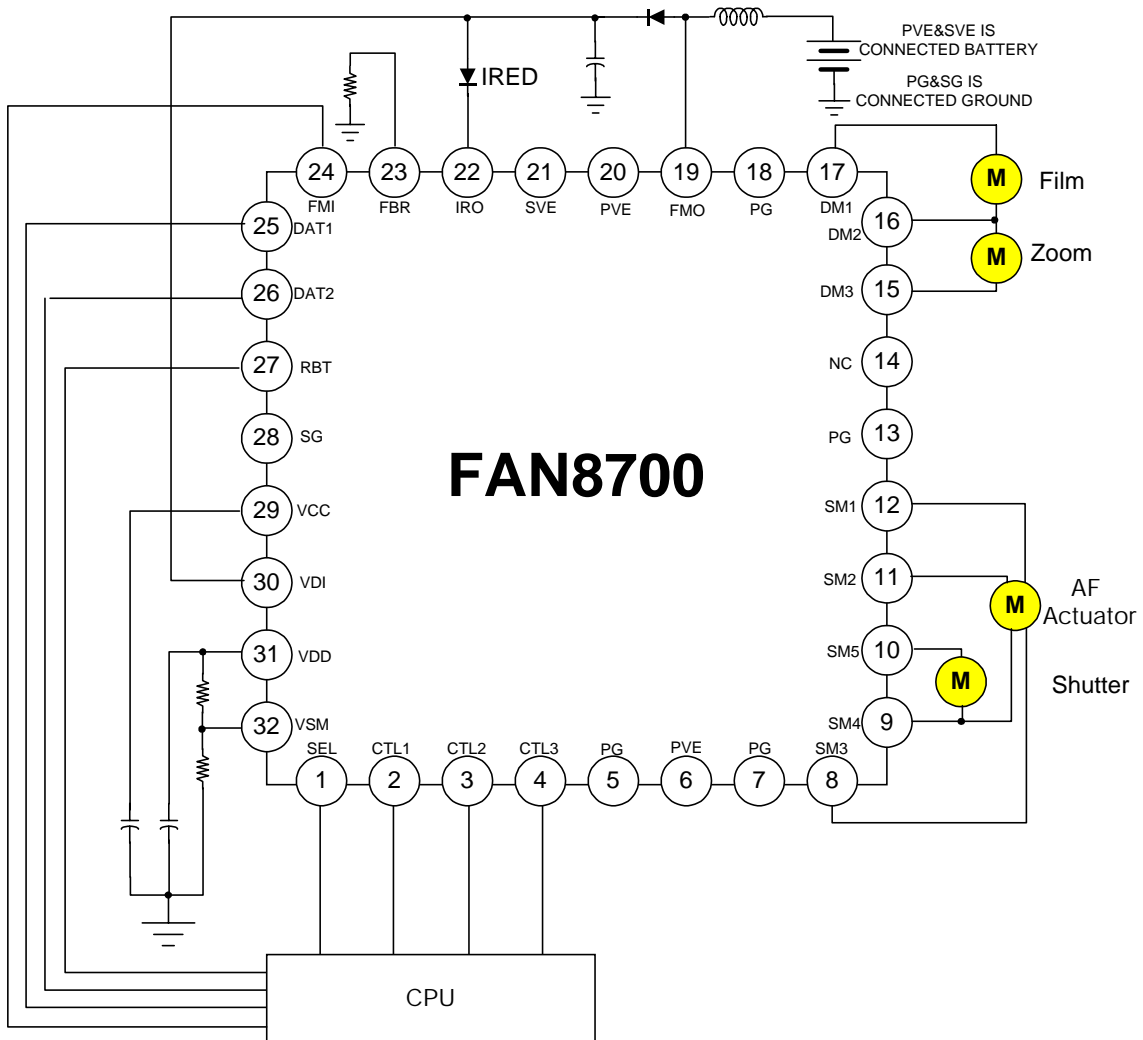 PVE&SVE IS
CONNECTED BATTERY
PG&SG IS
CONNECTED GROUND
IRED
24
23
22
21
20
19
18
17
FMI
FBR
IRO
SVE
PVE
FMO
PG
DM1
M
Film
16
DM2
M
Zoom
15
DM3
14
NC
13
PG
12
SM1
11
SM2
M
AF
Actuator
10
SM5
M
Shutter
9
SM4
25
DAT1
26
DAT2
27
RBT
28
SG
29
VCC
30
VDI
31
VDD
32
VSM
FAN8700
SEL
CTL1
CTL2
CTL3
PG
PVE
PG
SM3
1
2
3
4
5
6
7
8
CPU